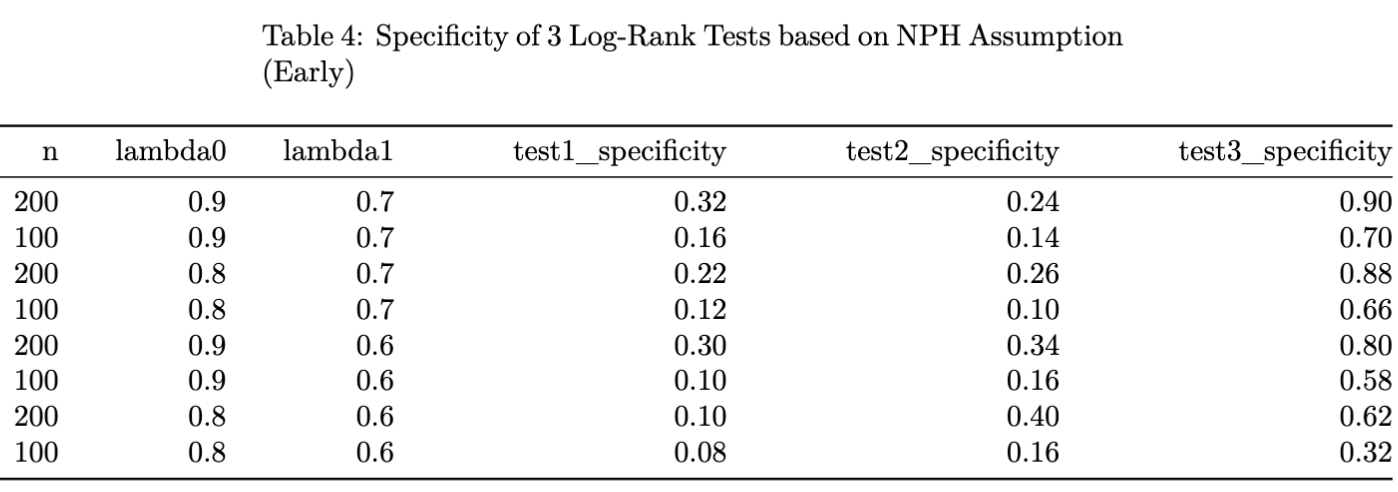 Table 4: Specificity of 3 Log-Rank Tests based on NPH Assumption
(Early)
n lambda0 lambda1 test1_specificity test2_specificity test3_specificity
200 0.9 0.7 0.32 0.24 0.90
100 0.9 0.7 0.16 0.14 0.70
200 0.8 0.7 0.22 0.26 0.88
100 0.8 0.7 0.12 0.10 0.66
200 0.9 0.6 0.30 0.34 0.80
100 0.9 0.6 0.10 0.16 0.58
200 0.8 0.6 0.10 0.40 0.62
100 0.8 0.6 0.08 0.16 0.32